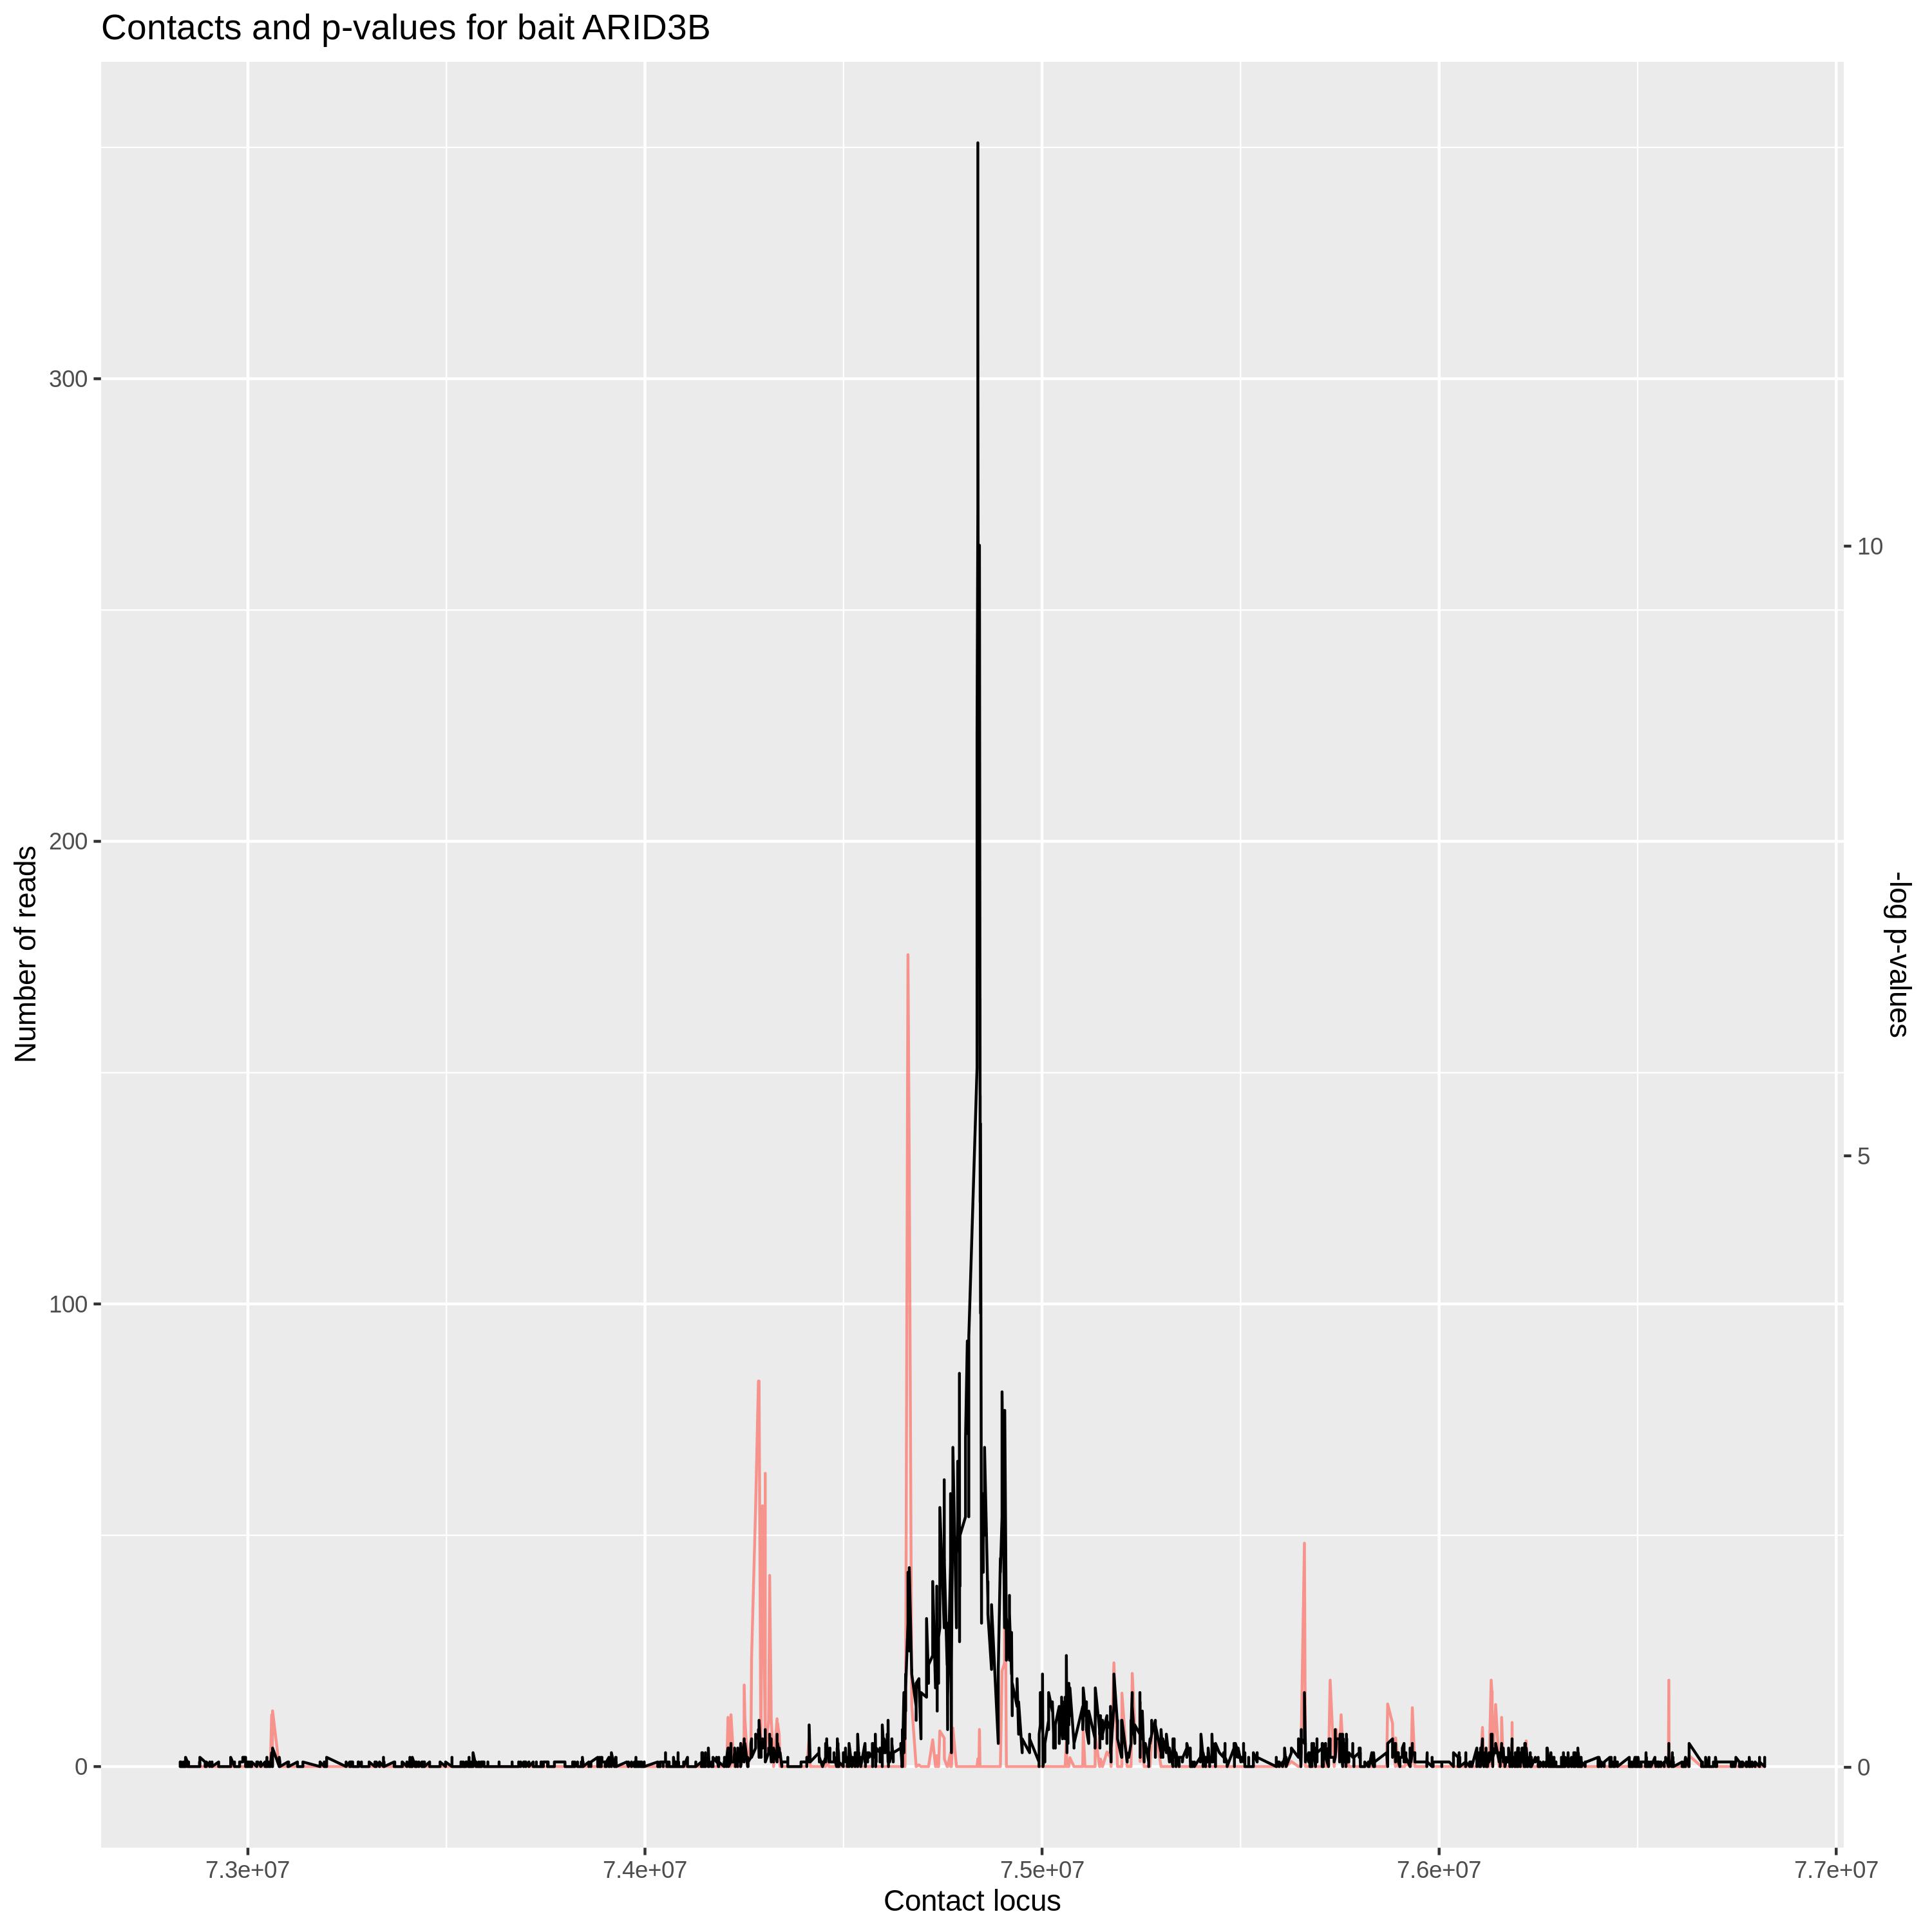 Contacts and p-values for bait ARID3B
300
200
100
0
10
5
0
Number of reads
-log p-values
7.3e+07 7.4e+07 7.5e+07 7.6e+07 7.7e+07
Contact locus